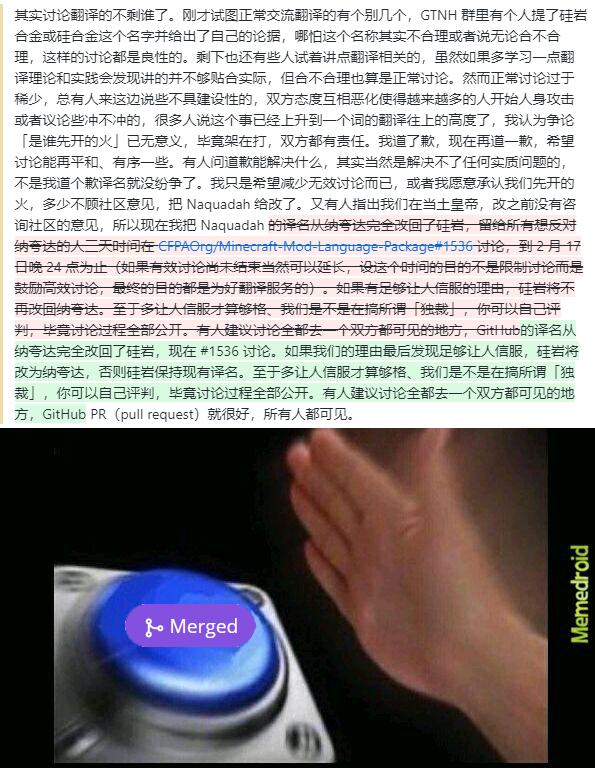 其实讨论翻译的不剩谁了。刚才试图正常交流翻译的有个别几个，GTNH 群里有个人提了硅岩
合金或硅合金这个名字并给出了自己的论据，哪怕这个名称其实不合理或者说无论合不合
理，这样的讨论都是良性的。剩下也还有些人试着讲点翻译相关的，虽然如果多学习一点翻
译理论和实践会发现讲的并不够贴合实际，但合不合理也算是正常讨论。然而正常讨论过于
稀少，总有人来这边说些不具建设性的，双方态度互相恶化使得越来越多的人开始人身攻击
或者议论些冲不冲的，很多人说这个事已经上升到一个词的翻译往上的高度了，我认为争论
「是谁先开的火」已无意义，毕竟架在打，双方都有责任。我道了歉，现在再道一歉，希望
讨论能再平和、有序一些。有人问道歉能解决什么，其实当然是解决不了任何实质问题的，
不是我道个歉译名就没纷争了。我只是希望减少无效讨论而已，或者我愿意承认我们先开的
火，多少不顾社区意见，把 Naquadah 给改了。又有人指出我们在当土皇帝，改之前没有咨
询社区的意见，所以现在我把 Naquadah 的译名从纳夸达完全改回了硅岩，留给所有想反对
纳夸达的人三天时间在 CFPAOrg/Minecraft-Mod-Language-Package#1536 讨论，到 2 月 17
日晚 24 点为止（如果有效讨论尚未结束当然可以延长，设这个时间的目的不是限制讨论而是
鼓励高效讨论，最终的目的都是为好翻译服务的）。如果有足够让人信服的理由，硅岩将不
再改回纳夸达。至于多让人信服才算够格、我们是不是在搞所谓「独裁」，你可以自己评
判，毕竟讨论过程全部公开。有人建议讨论全都去一个双方都可见的地方，GitHub的译名从
纳夸达完全改回了硅岩，现在 #1536 讨论。如果我们的理由最后发现足够让人信服，硅岩将
改为纳夸达，否则硅岩保持现有译名。至于多让人信服才算够格、我们是不是在搞所谓「独
裁」，你可以自己评判，毕竟讨论过程全部公开。有人建议讨论全都去一个双方都可见的地
方，GitHub PR（pull request）就很好，所有人都可见。
Merged
Memedroid